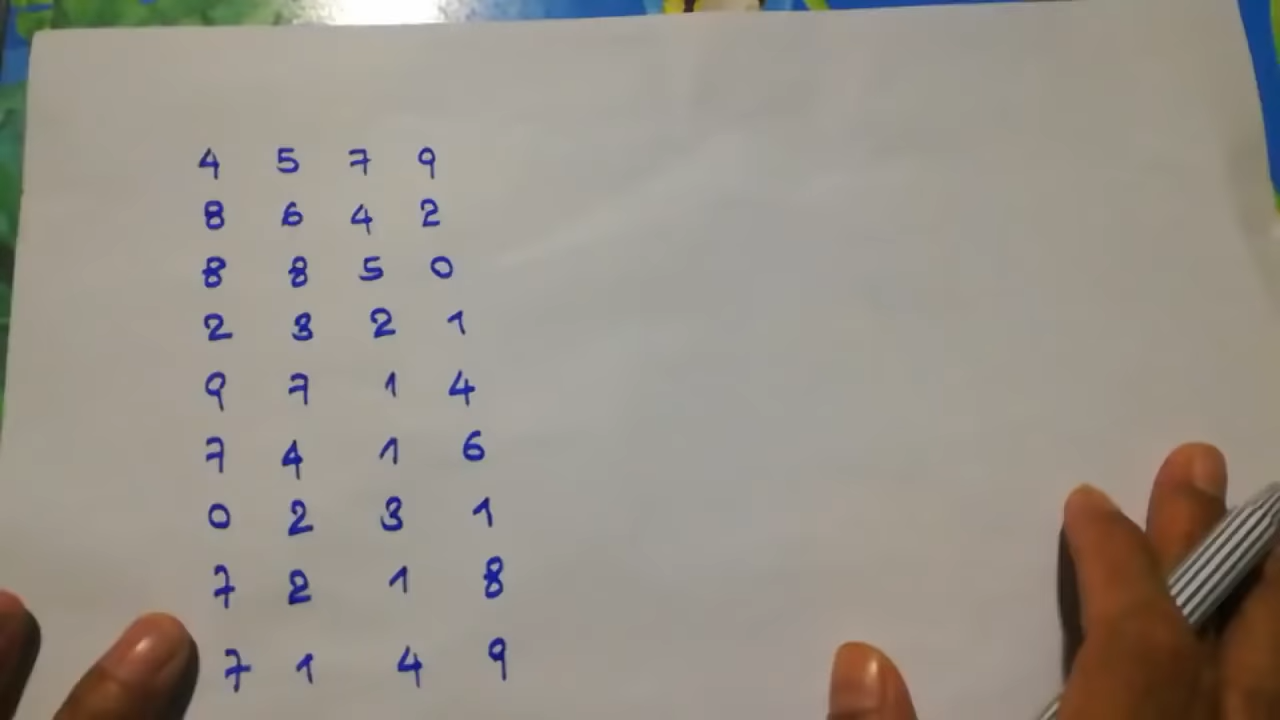 4 5 7 9
8 6 4 2
8 8 5 0
2 3 2 1
9 7 1 4
7 4 1 6
0 2 3 1
7 2 1 8
7 1 4 9